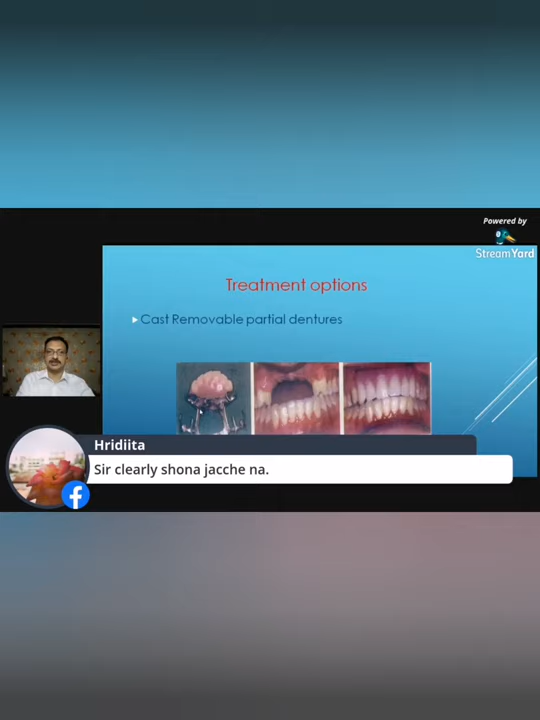 Powered by
StreamYard
Treatment options
Cast Removable partial dentures
Hridiita
Sir clearly shona jacche na.